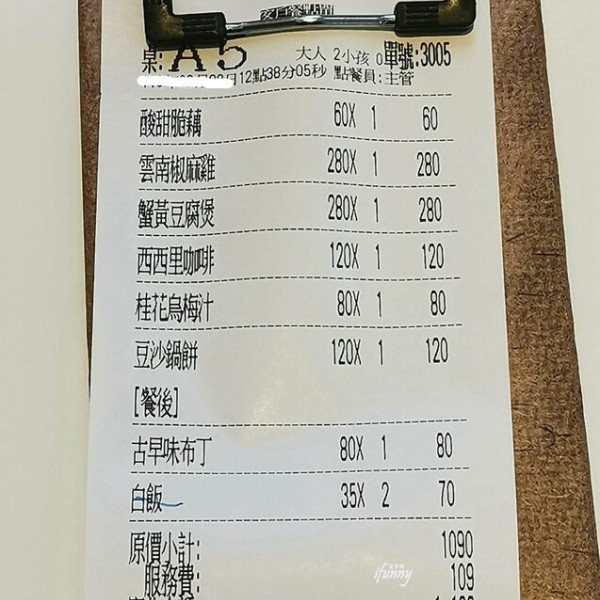 客戶餐點單
桌: A5 大人 2小孩 0單號:3005
12點38分05秒 點餐員:主管
酸甜脆藕 60X 1 60
雲南椒麻雞 280X 1 280
蟹黃豆腐煲 280X 1 280
西西里咖啡 120X 1 120
桂花烏梅汁 80X 1 80
豆沙鍋餅 120X 1 120
[餐後]
古早味布丁 80X 1 80
白飯 35X 2 70
原價小計: 1090
服務費: 109
ifunny